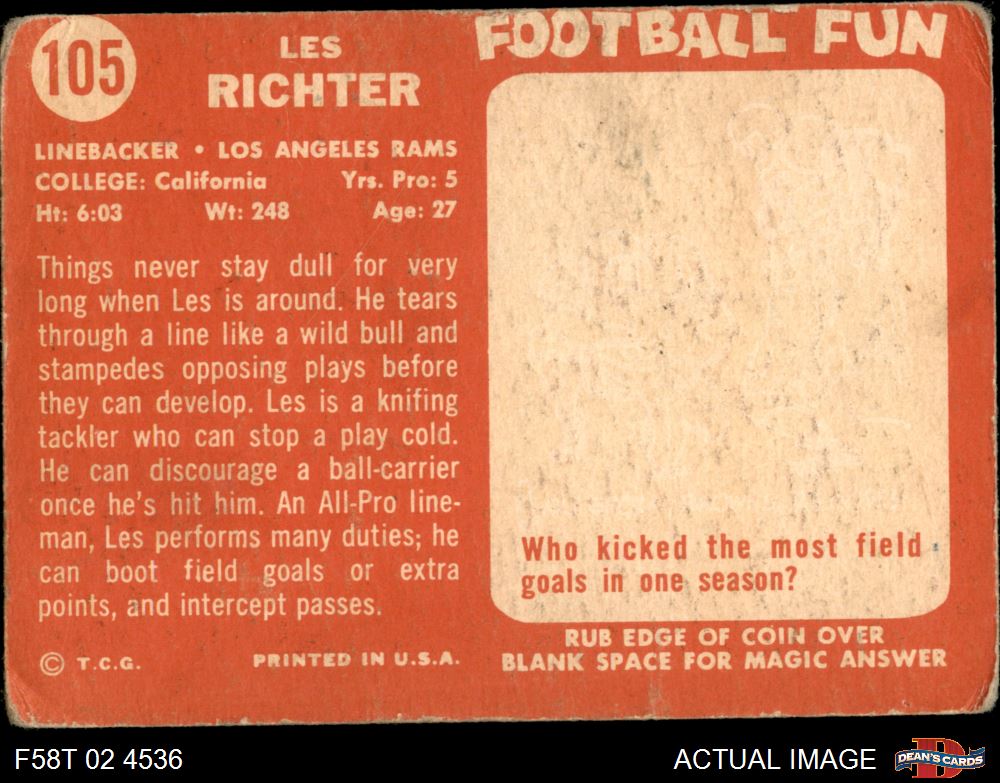 105
LES
RICHTER
LINEBACKER • LOS ANGELES RAMS
COLLEGE: California Yrs. Pro: 5
Ht: 6:03 Wt: 248 Age: 27
Things never stay dull for very
long when Les is around. He tears
through a line like a wild bull and
stampedes opposing plays before
they can develop. Les is a knifing
tackler who can stop a play cold.
He can discourage a ball-carrier
once he's hit him. An All-Pro line-
man, Les performs many duties; he
can boot field goals or extra
points, and intercept passes.
© T.C.G. PRINTED IN U.S.A.
FOOTBALL FUN
Who kicked the most field
goals in one season?
RUB EDGE OF COIN OVER
BLANK SPACE FOR MAGIC ANSWER
F58T 02 4536
ACTUAL IMAGE
DEAN'S CARDS